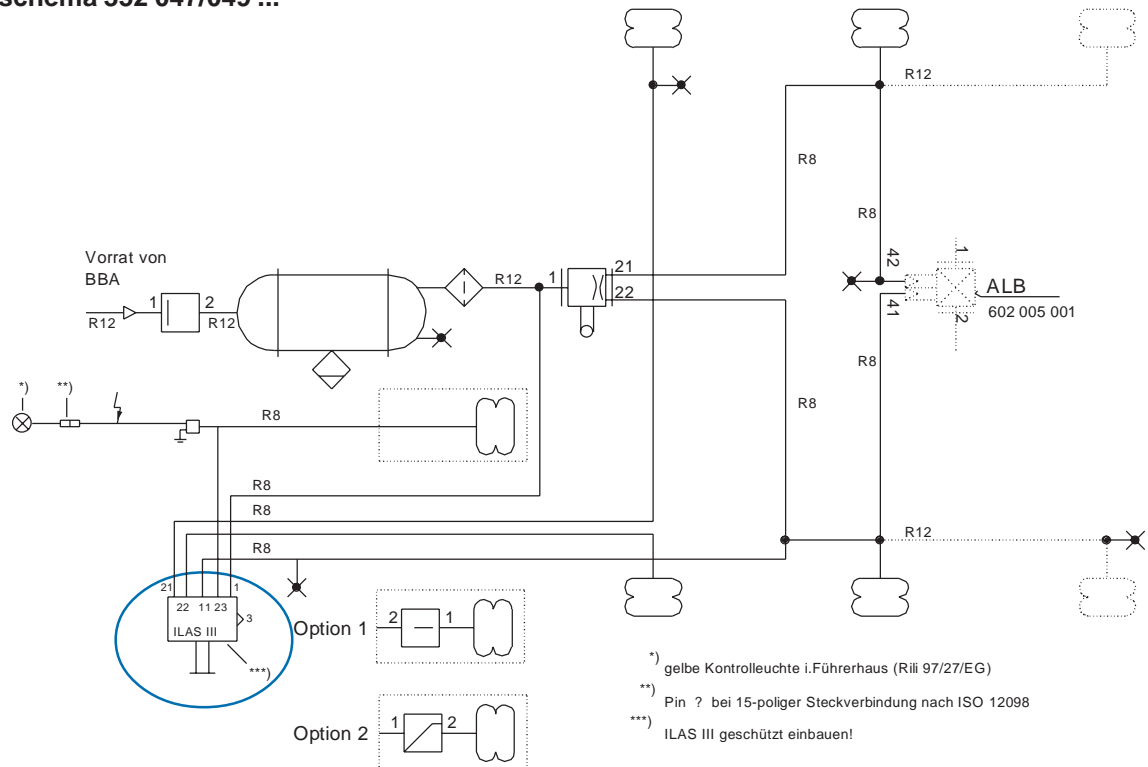 schema 352 047/049 ...
R12
R8
R8
42
1
ALB
602 005 001
2
41
Vorrat von
BBA
1
2
R12
R12
R12
1
21
22
R8
R8
*)
**)
R8
R8
R8
R8
R12
21
1
22 11 23
3
ILAS III
***)
Option 1
2
1
Option 2
1
2
*) gelbe Kontrolleuchte i.Führerhaus (Rili 97/27/EG)
**) Pin ? bei 15-poliger Steckverbindung nach ISO 12098
***) ILAS III geschützt einbauen!